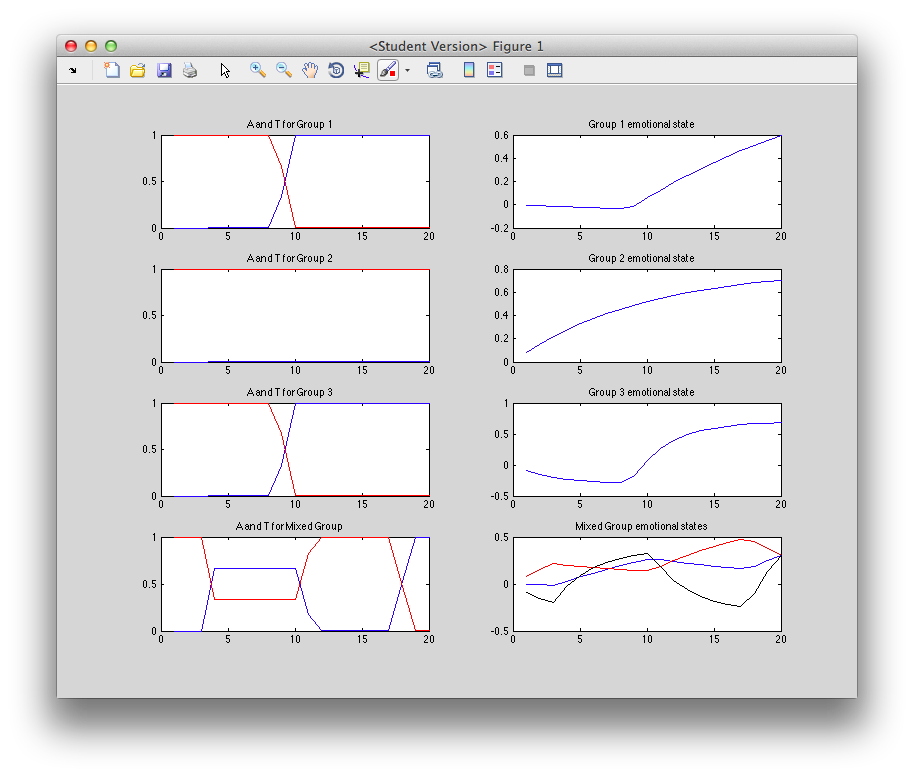 <Student Version> Figure 1
A and T for Group 1
1
0.5
0
0 5 10 15 20
Group 1 emotional state
0.6
0.4
0.2
0
-0.2
0 5 10 15 20
A and T for Group 2
1
0.5
0
0 5 10 15 20
Group 2 emotional state
0.8
0.6
0.4
0.2
0
0 5 10 15 20
A and T for Group 3
1
0.5
0
0 5 10 15 20
Group 3 emotional state
1
0.5
0
-0.5
0 5 10 15 20
A and T for Mixed Group
1
0.5
0
0 5 10 15 20
Mixed Group emotional states
0.5
0
-0.5
0 5 10 15 20